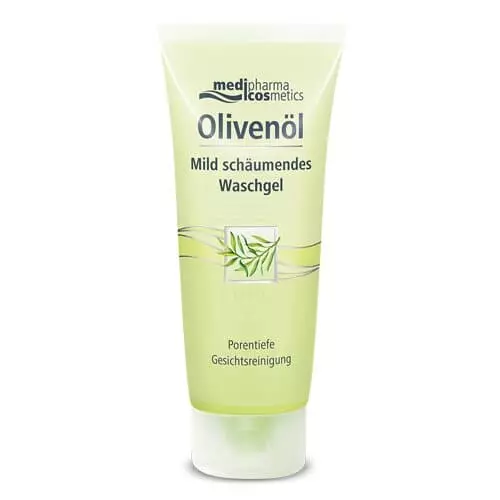 medipharma
cosmetics
Olivenöl
Mild schäumendes
Waschgel
Porentiefe
Gesichtsreinigung